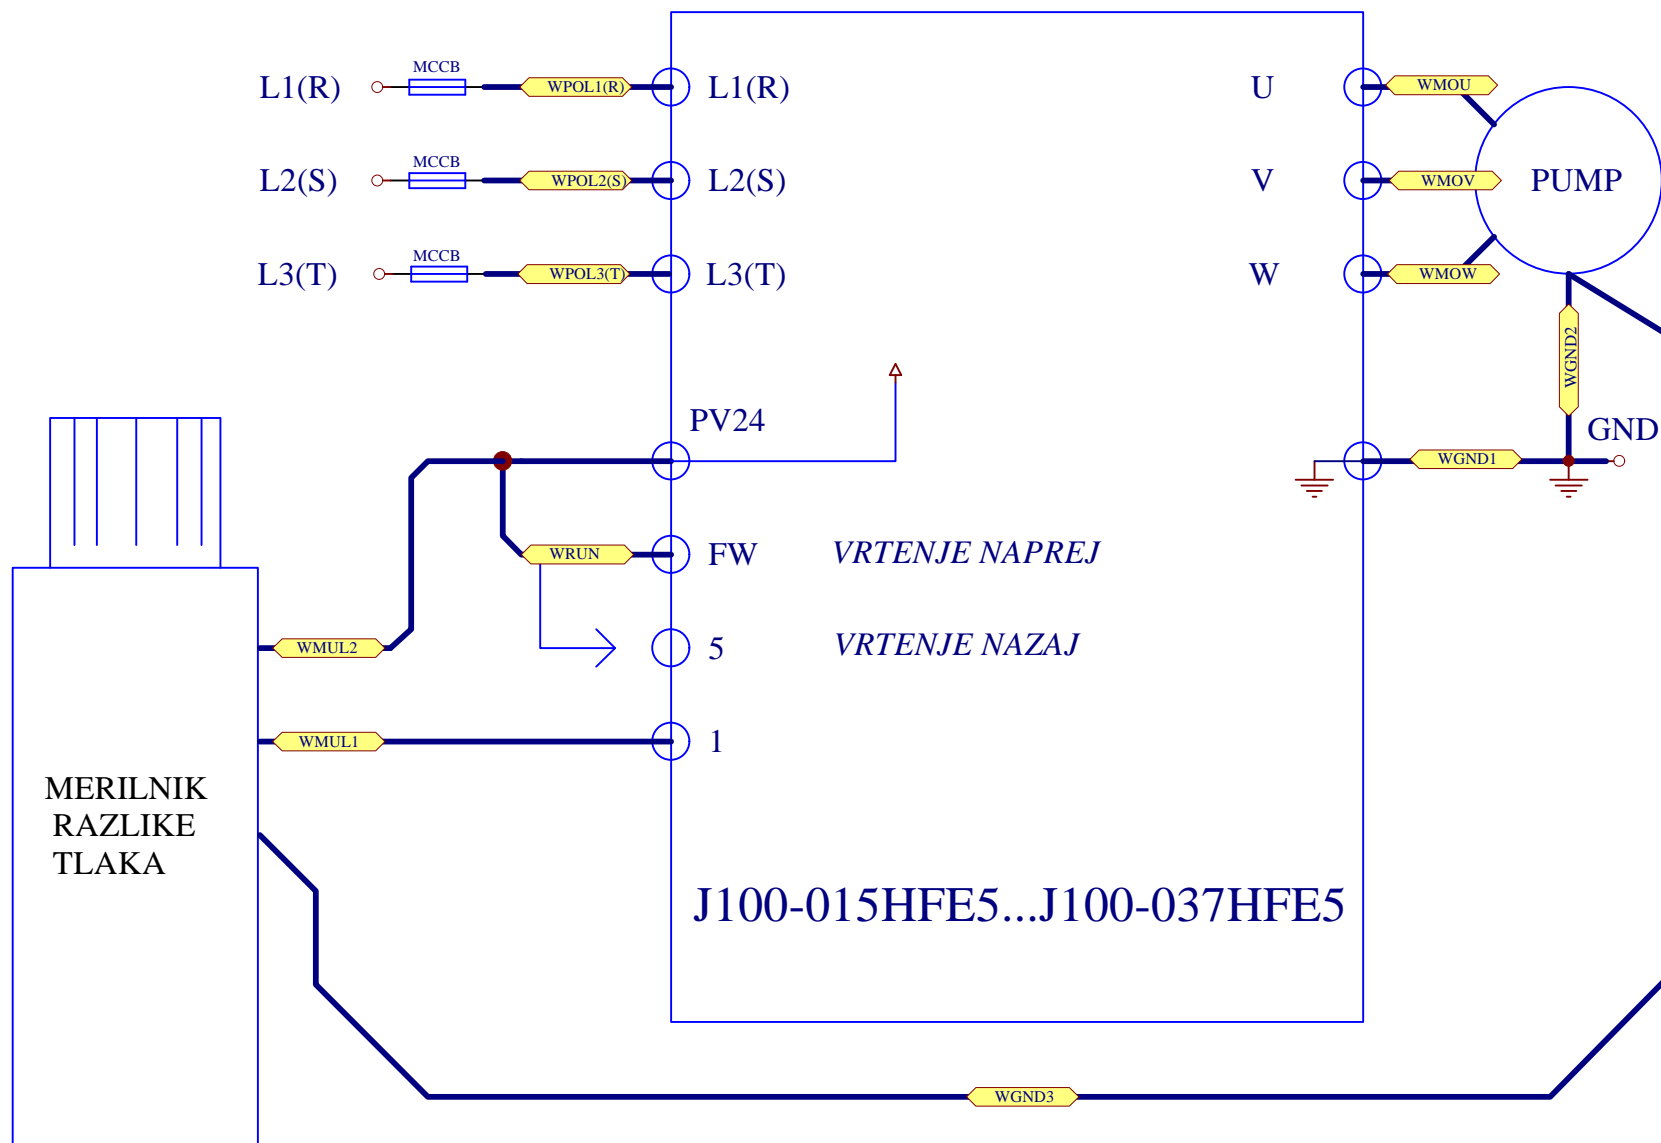 L1(R) MCCB WPOL1(R) L1(R) U WMOU
L2(S) MCCB WPOL2(S) L2(S) V WMOV PUMP
L3(T) MCCB WPOL3(T) L3(T) W WMOW
WGND2
PV24 GND
WGND1
WRUN FW VRTENJE NAPREJ
WMUL2 5 VRTENJE NAZAJ
WMUL1 1
MERILNIK
RAZLIKE
TLAKA
J100-015HFE5...J100-037HFE5
WGND3